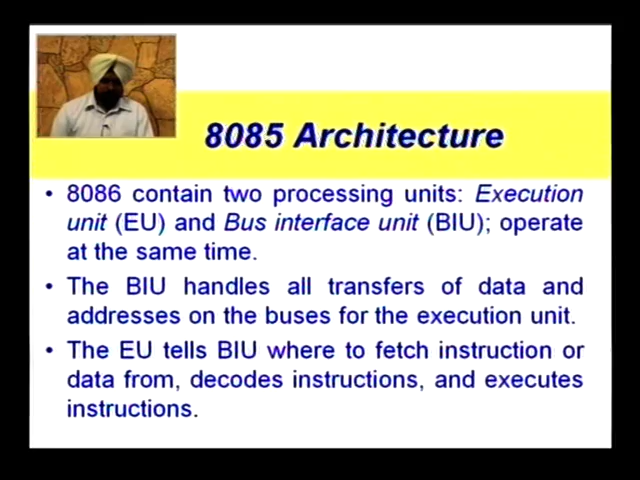 8085 Architecture
• 8086 contain two processing units: Execution
unit (EU) and Bus interface unit (BIU); operate
at the same time.
• The BIU handles all transfers of data and
addresses on the buses for the execution unit.
• The EU tells BIU where to fetch instruction or
data from, decodes instructions, and executes
instructions.